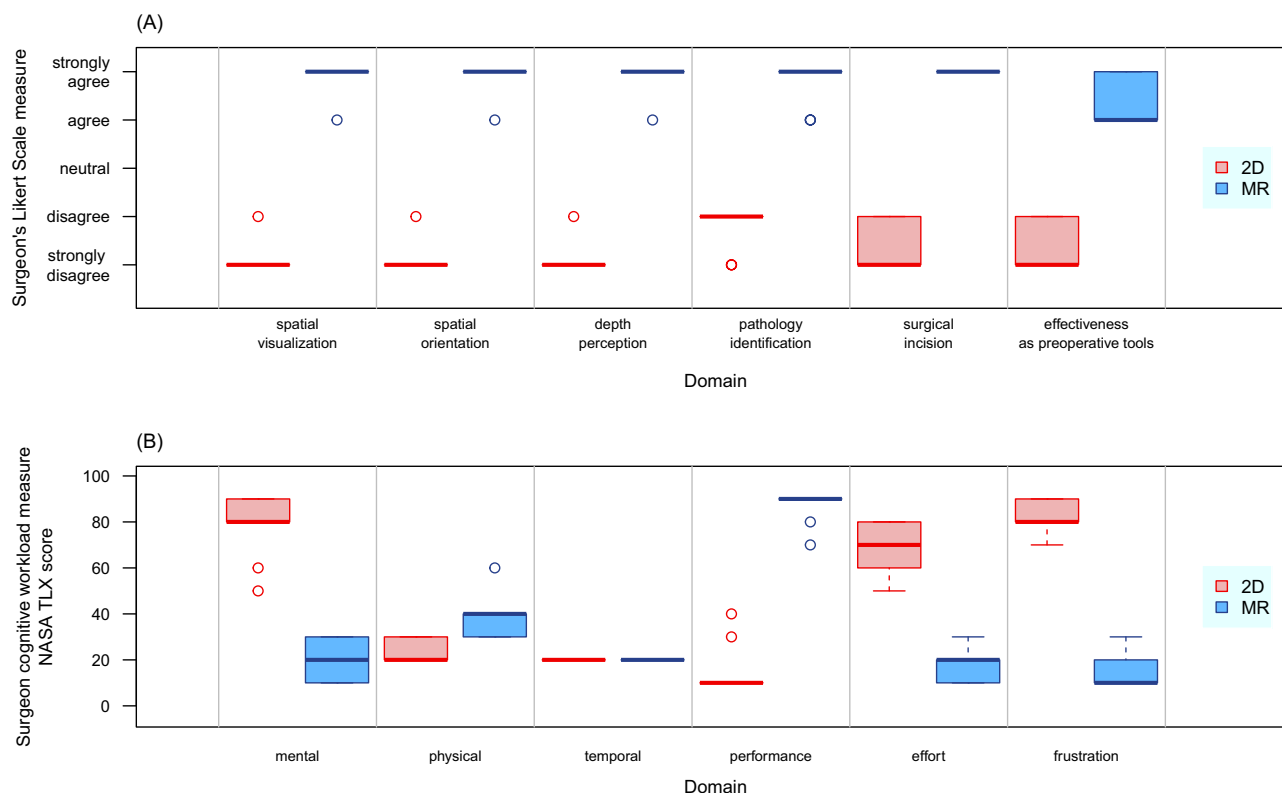 (A)
Surgeon's Likert Scale measure
strongly
agree
agree
neutral
disagree
strongly
disagree
2D
MR
spatial
visualization
spatial
orientation
depth
perception
pathology
identification
surgical
incision
effectiveness
as preoperative tools
Domain
(B)
Surgeon cognitive workload measure
NASA TLX score
100
80
60
40
20
0
2D
MR
mental
physical
temporal
performance
effort
frustration
Domain